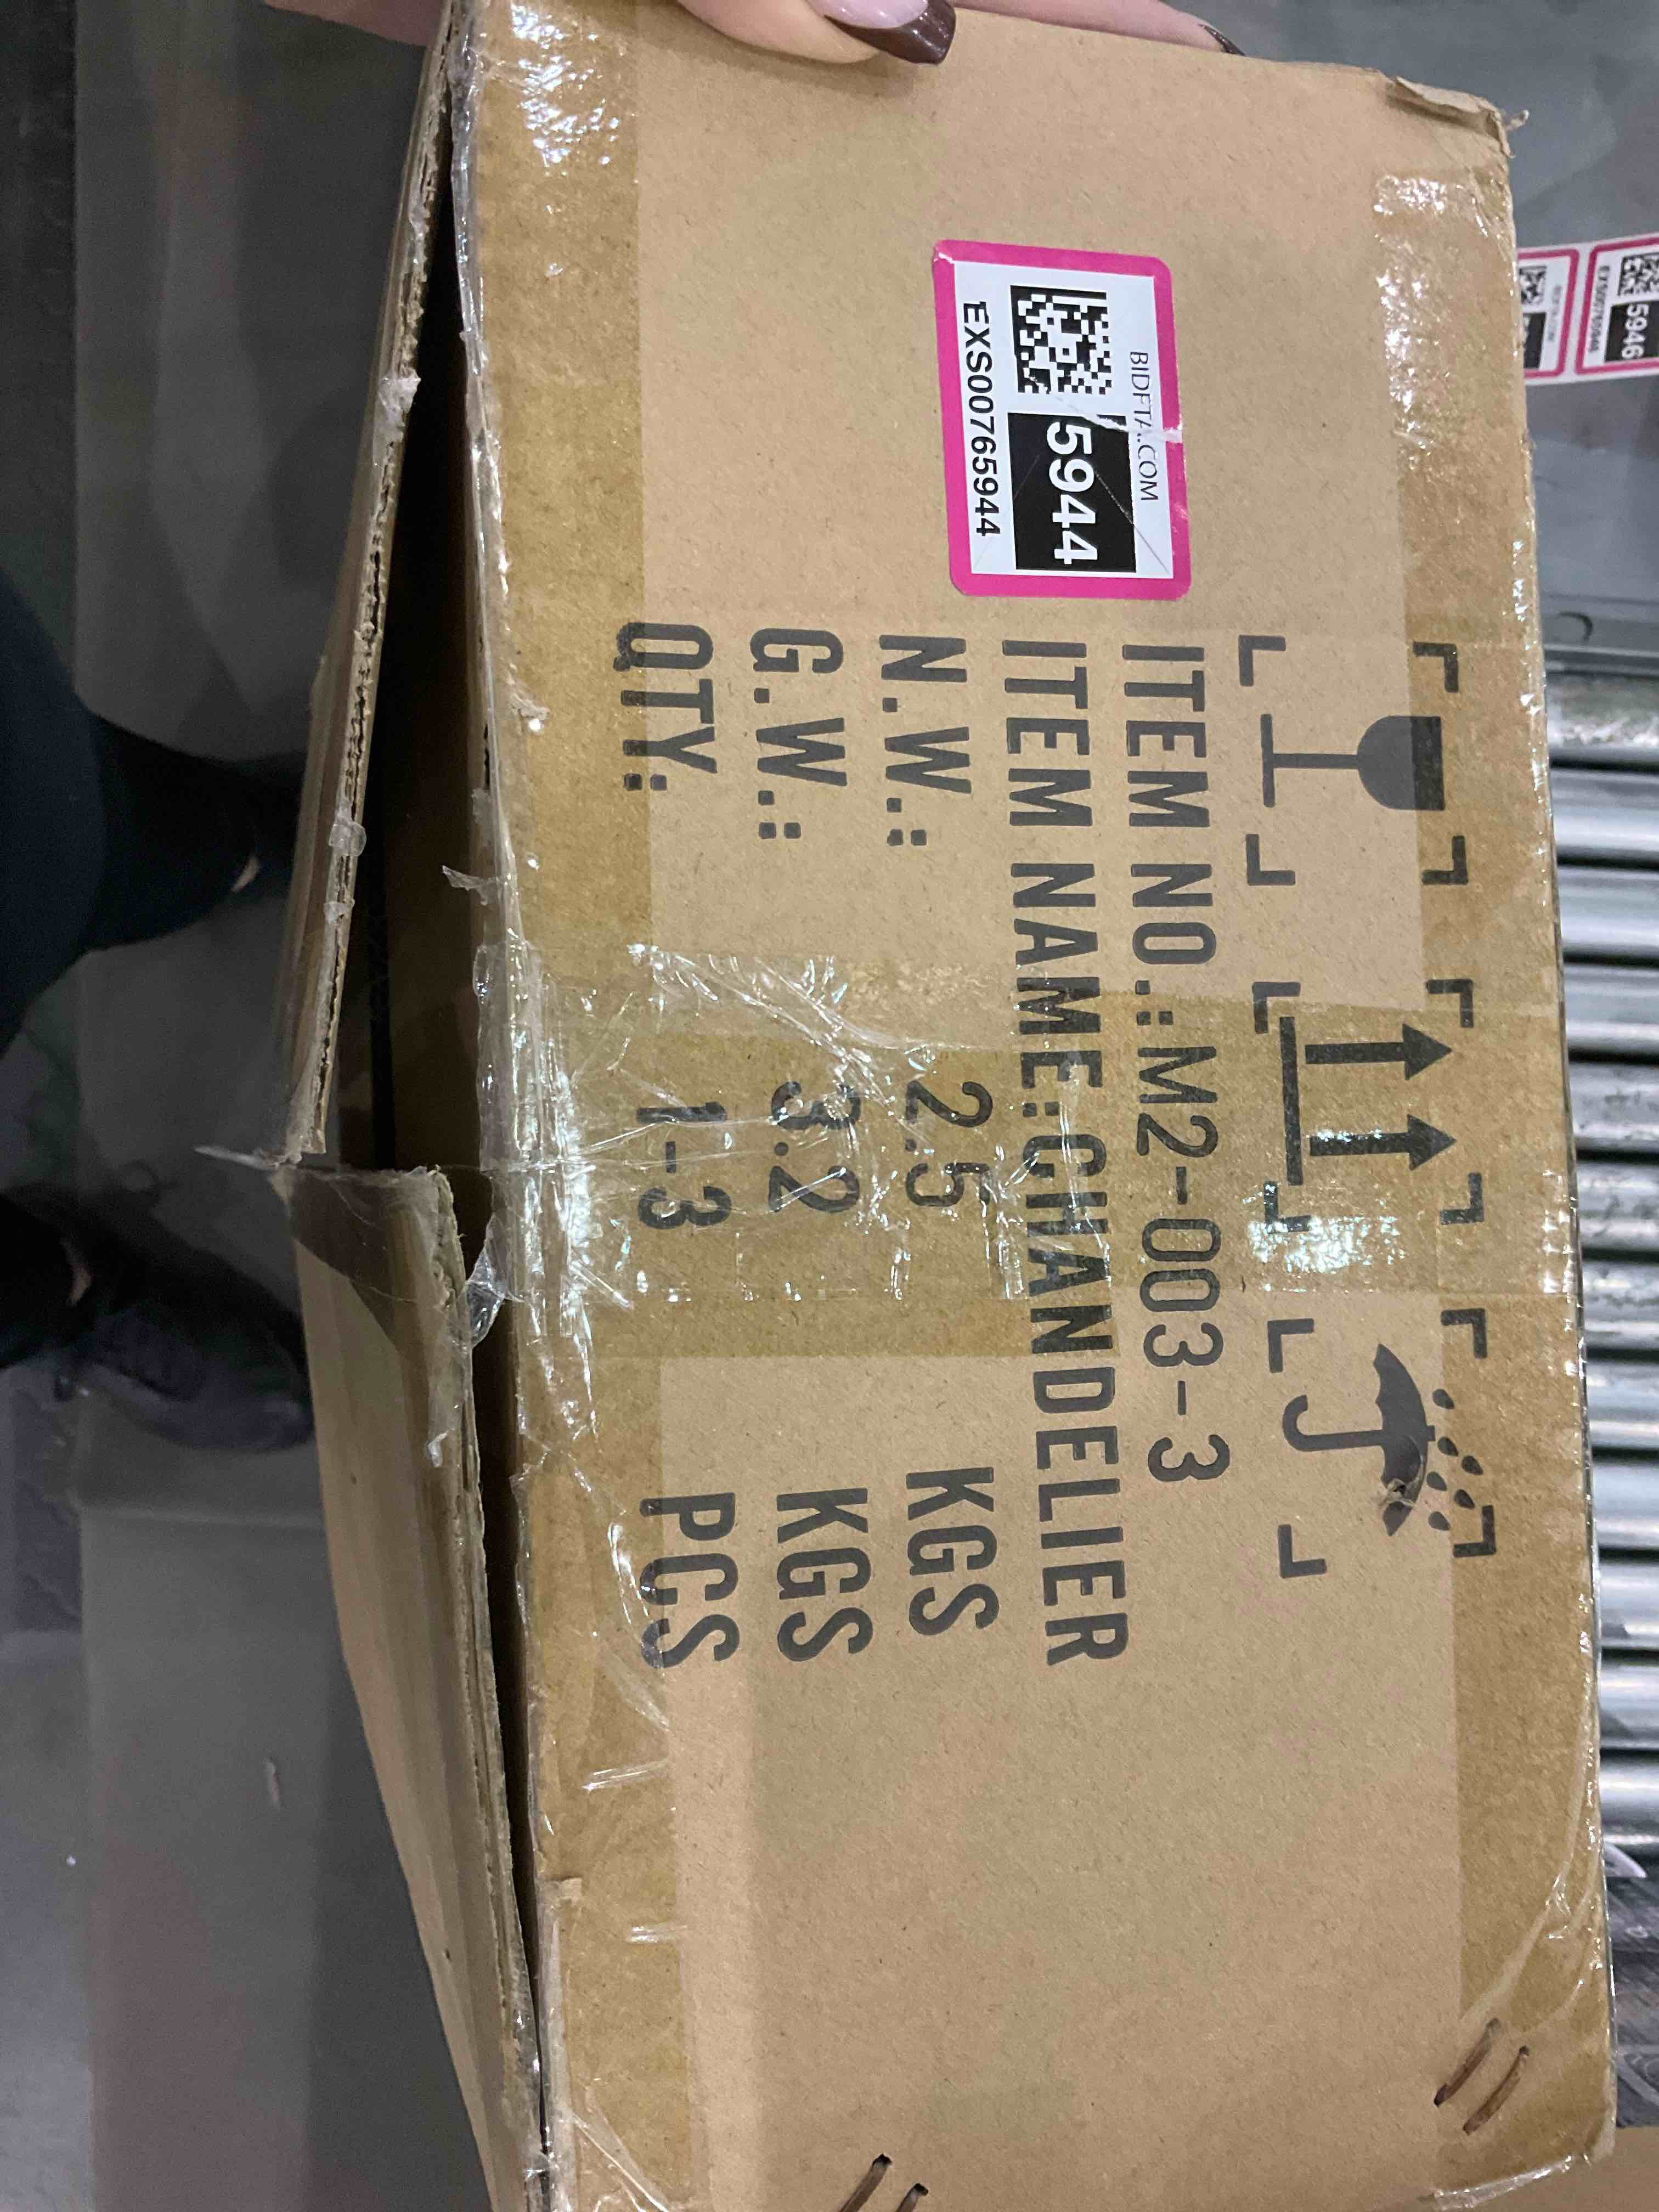 BIDFTA.COM
5944
EXS00765944
ITEM NO.:M2-003-3
ITEM NAME:CHANDELIER
N.W.: 2.5 KGS
G.W.: 3.2 KGS
QTY: 1-3 PCS
5946